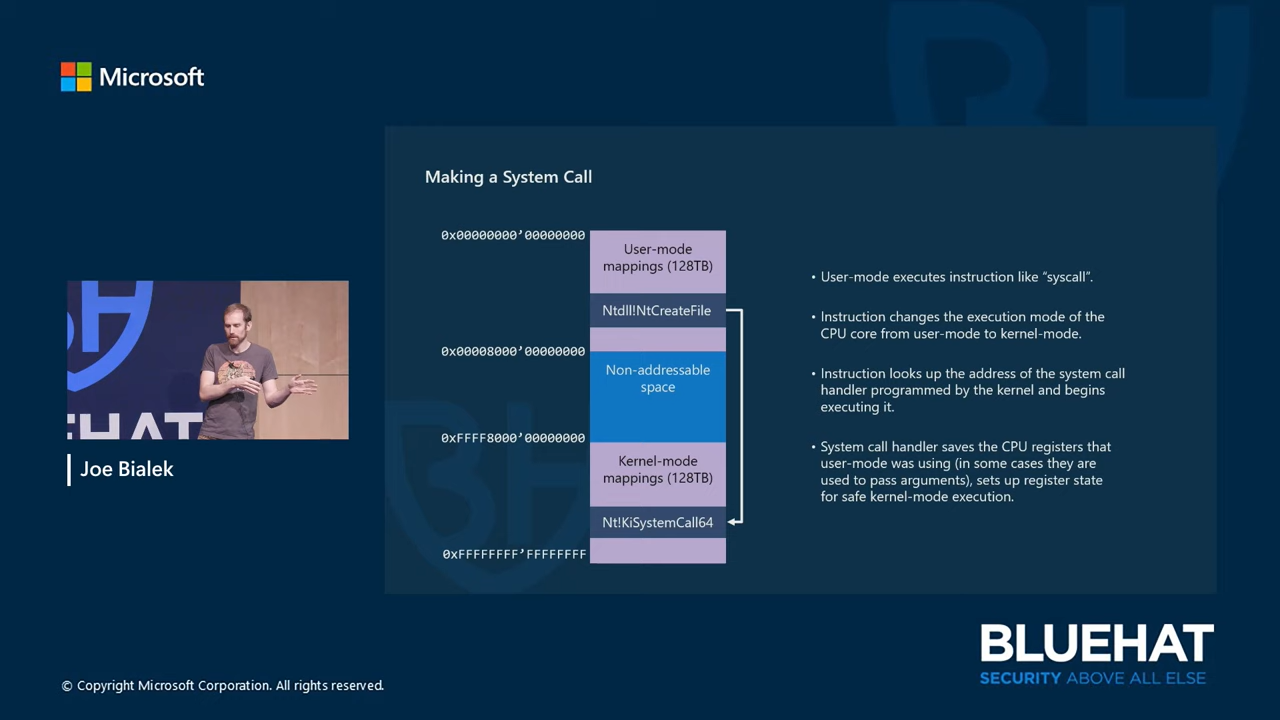 Microsoft
Making a System Call
0x00000000’00000000
User-mode
mappings (128TB)
Ntdll!NtCreateFile
0x00008000’00000000
Non-addressable
space
0xFFFF8000’00000000
Kernel-mode
mappings (128TB)
Nt!KiSystemCall64
0xFFFFFFFF’FFFFFFFF
• User-mode executes instruction like “syscall”.
• Instruction changes the execution mode of the
CPU core from user-mode to kernel-mode.
• Instruction looks up the address of the system call
handler programmed by the kernel and begins
executing it.
• System call handler saves the CPU registers that
user-mode was using (in some cases they are
used to pass arguments), sets up register state
for safe kernel-mode execution.
EHAT
Joe Bialek
BLUEHAT
SECURITY ABOVE ALL ELSE
© Copyright Microsoft Corporation. All rights reserved.